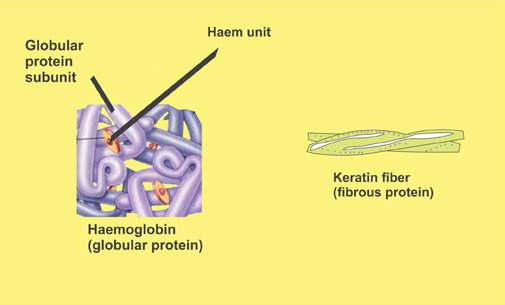 Haem unit
Globular
protein
subunit
Haemoglobin
(globular protein)
Keratin fiber
(fibrous protein)